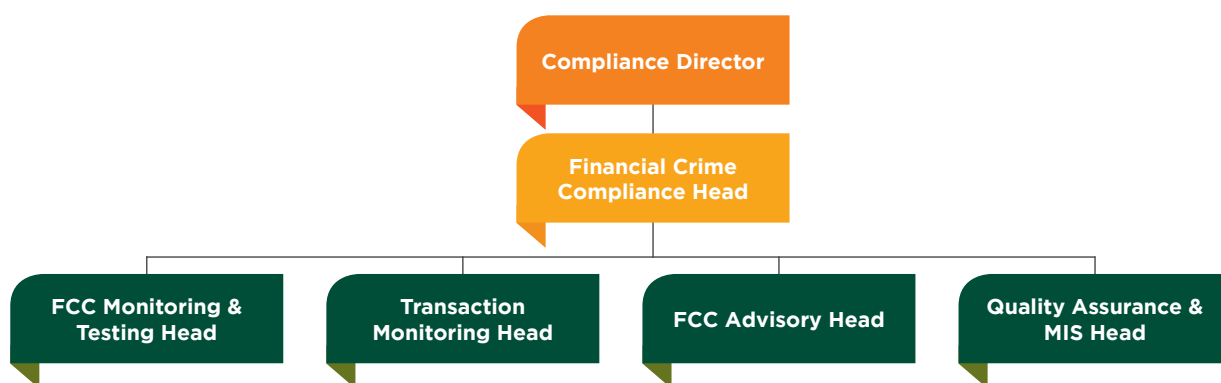 Compliance Director
Financial Crime
Compliance Head
FCC Monitoring &
Testing Head
Transaction
Monitoring Head
FCC Advisory Head
Quality Assurance &
MIS Head